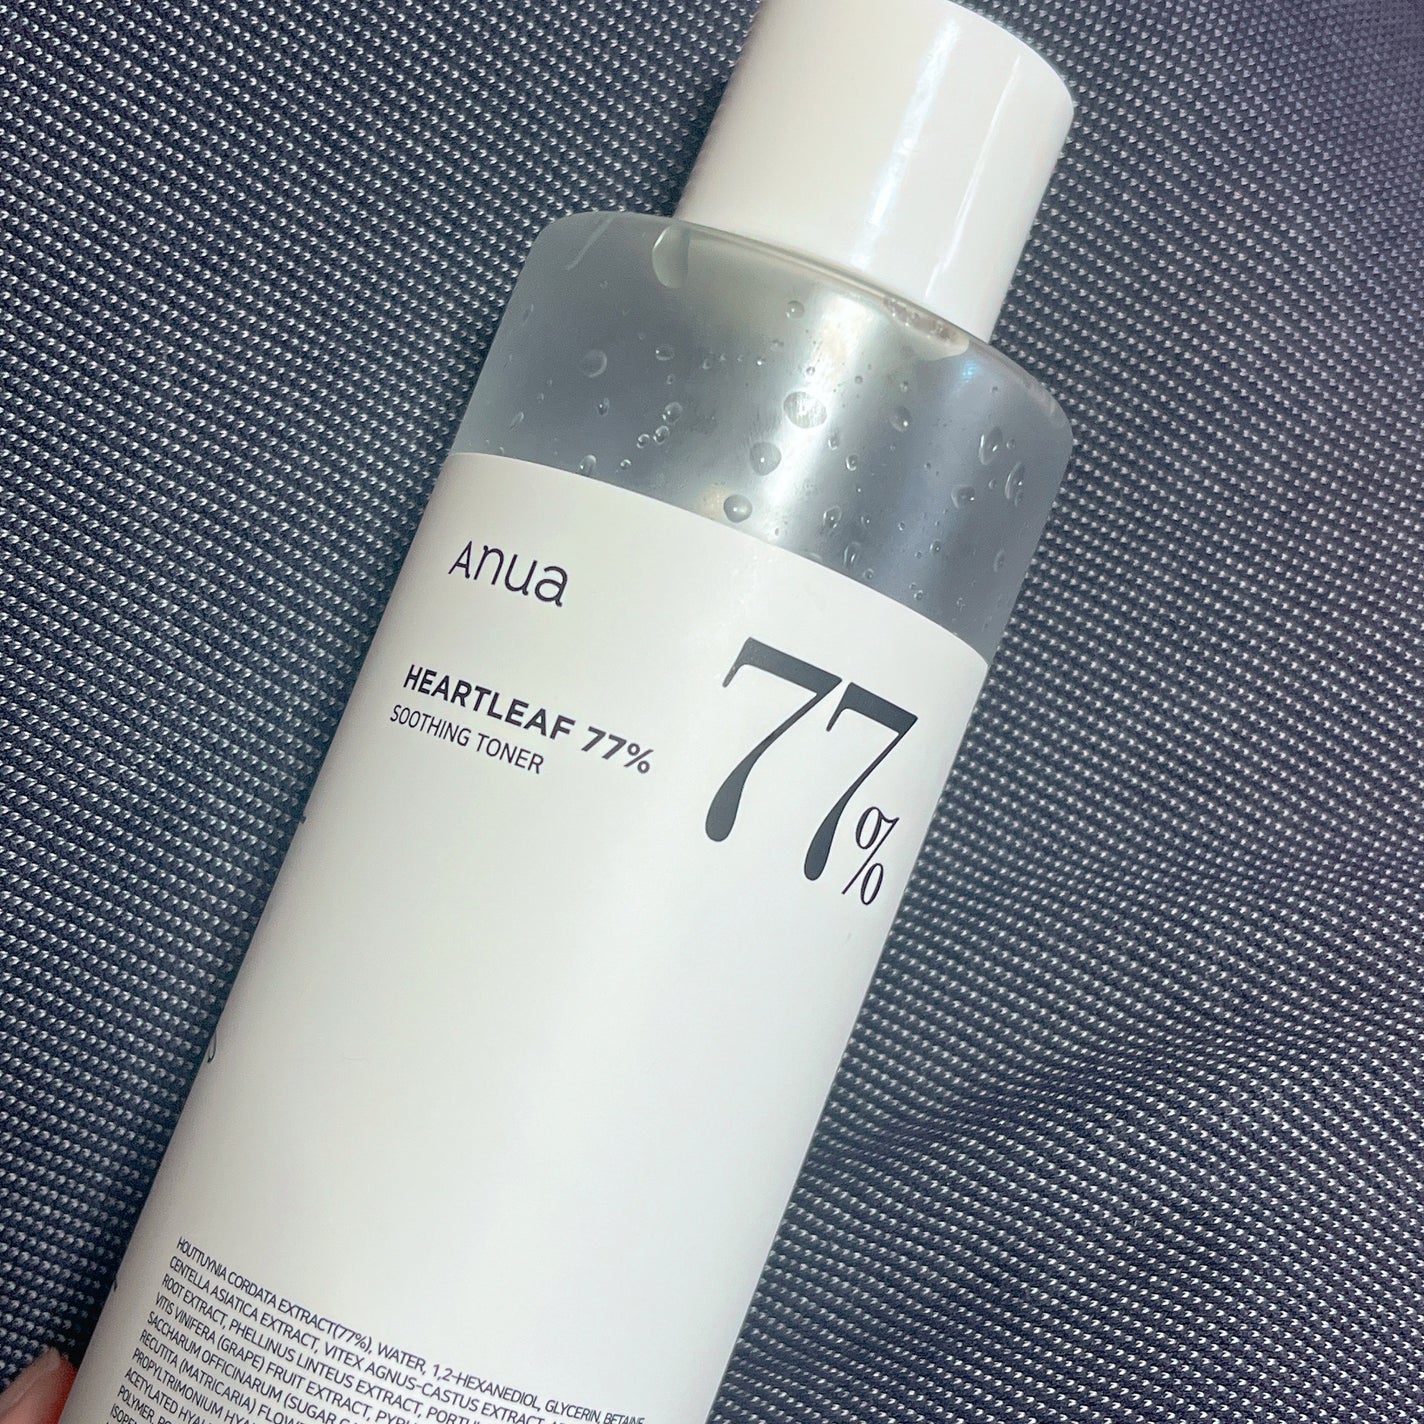 Anua
HEARTLEAF 77%
SOOTHING TONER
77%
HOUTTUYNIA CORDATA EXTRACT(77%), WATER, 1,2-HEXANEDIOL, GLYCERIN, BETAINE,
CENTELLA ASIATICA EXTRACT, VITEX AGNUS-CASTUS EXTRACT,
ROOT EXTRACT, PHELLINUS LINTEUS EXTRACT,
VITIS VINIFERA (GRAPE) FRUIT EXTRACT,
SACCHARUM OFFICINARUM (SUGAR
RECUTITA (MATRICARIA)
PROPYLTRIMONIUM
ACETYLATED
POLYMER,